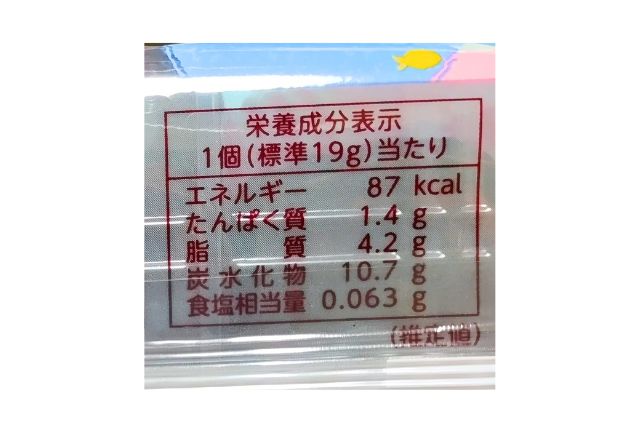 栄養成分表示
1個(標準19g)当たり
エネルギー 87 kcal
たんぱく質 1.4 g
脂質 4.2 g
炭水化物 10.7 g
食塩相当量 0.063 g
(推定値)